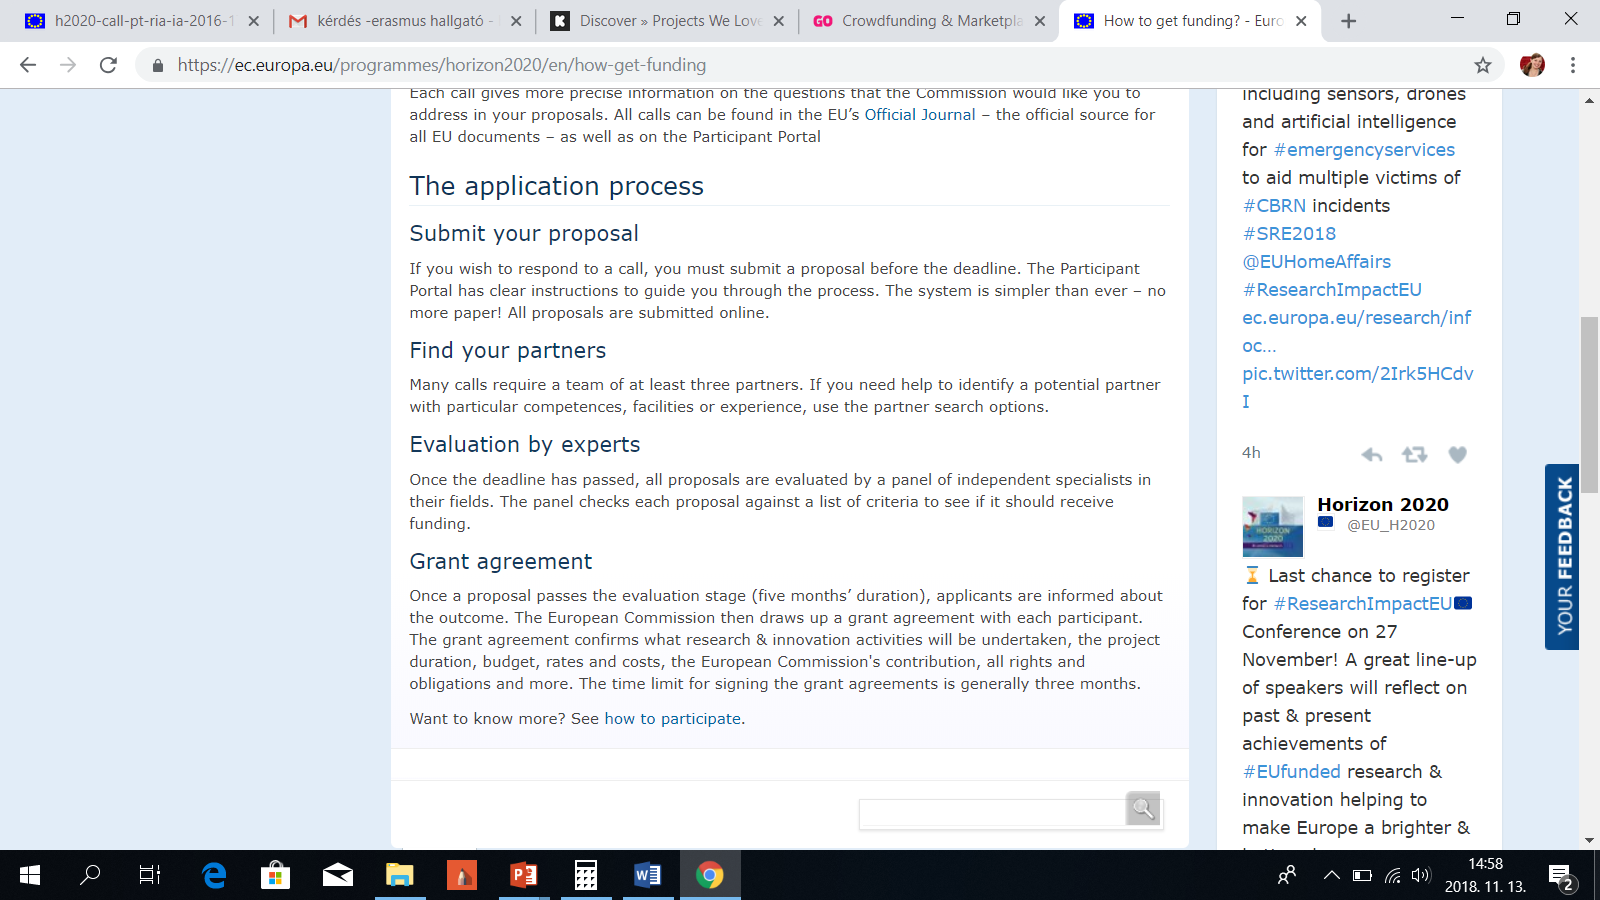 h2020-call-pt-ria-ia-2016-1
kérdés -erasmus hallgató -
Discover » Projects We Love
GO Crowdfunding & Marketpla
How to get funding? - Euro
https://ec.europa.eu/programmes/horizon2020/en/how-get-funding
Each call gives more precise information on the questions that the Commission would like you to
address in your proposals. All calls can be found in the EU’s Official Journal – the official source for
all EU documents – as well as on the Participant Portal
The application process
Submit your proposal
If you wish to respond to a call, you must submit a proposal before the deadline. The Participant
Portal has clear instructions to guide you through the process. The system is simpler than ever – no
more paper! All proposals are submitted online.
Find your partners
Many calls require a team of at least three partners. If you need help to identify a potential partner
with particular competences, facilities or experience, use the partner search options.
Evaluation by experts
Once the deadline has passed, all proposals are evaluated by a panel of independent specialists in
their fields. The panel checks each proposal against a list of criteria to see if it should receive
funding.
Grant agreement
Once a proposal passes the evaluation stage (five months’ duration), applicants are informed about
the outcome. The European Commission then draws up a grant agreement with each participant.
The grant agreement confirms what research & innovation activities will be undertaken, the project
duration, budget, rates and costs, the European Commission's contribution, all rights and
obligations and more. The time limit for signing the grant agreements is generally three months.
Want to know more? See how to participate.
including sensors, drones
and artificial intelligence
for #emergencyservices
to aid multiple victims of
#CBRN incidents
#SRE2018
@EUHomeAffairs
#ResearchImpactEU
ec.europa.eu/research/inf
oc…
pic.twitter.com/2Irk5HCdv
I
4h
Horizon 2020
@EU_H2020
HORIZON
2020
⏳ Last chance to register
for #ResearchImpactEU🇪🇺
Conference on 27
November! A great line-up
of speakers will reflect on
past & present
achievements of
#EUfunded research &
innovation helping to
make Europe a brighter &
YOUR FEEDBACK
14:58
2018. 11. 13.
2